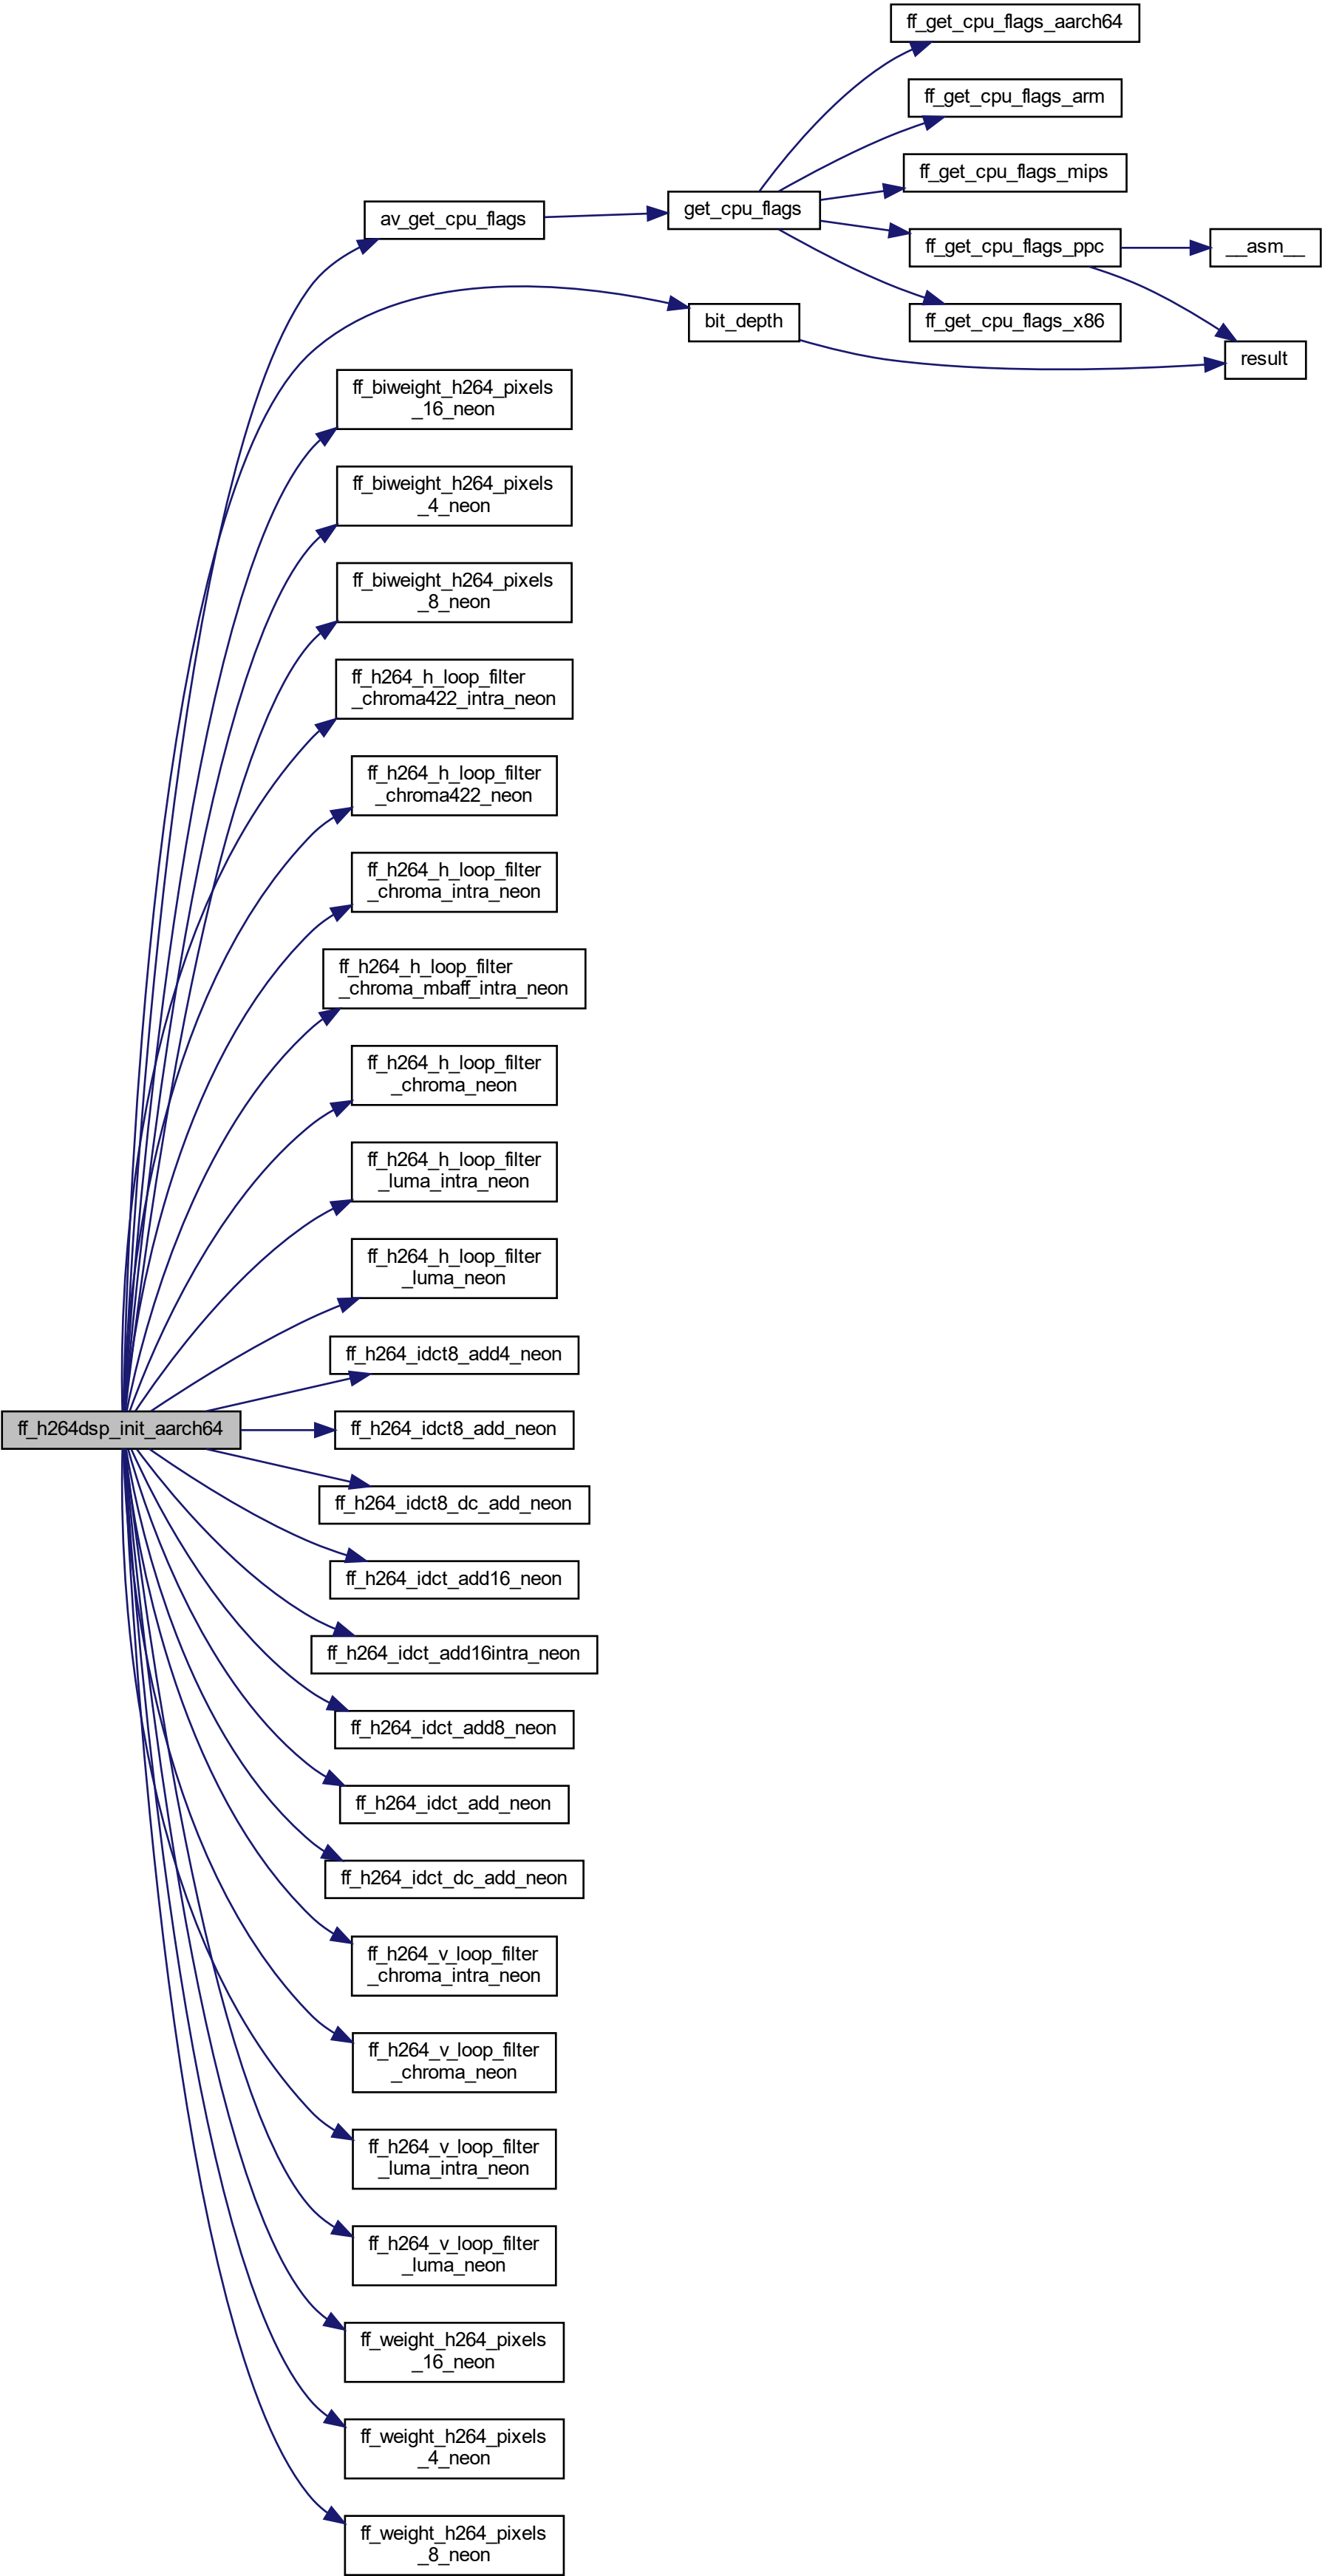 ff_get_cpu_flags_aarch64
ff_get_cpu_flags_arm
ff_get_cpu_flags_mips
av_get_cpu_flags
get_cpu_flags
ff_get_cpu_flags_ppc
__asm__
bit_depth
ff_get_cpu_flags_x86
result
ff_biweight_h264_pixels
_16_neon
ff_biweight_h264_pixels
_4_neon
ff_biweight_h264_pixels
_8_neon
ff_h264_h_loop_filter
_chroma422_intra_neon
ff_h264_h_loop_filter
_chroma422_neon
ff_h264_h_loop_filter
_chroma_intra_neon
ff_h264_h_loop_filter
_chroma_mbaff_intra_neon
ff_h264_h_loop_filter
_chroma_neon
ff_h264_h_loop_filter
_luma_intra_neon
ff_h264_h_loop_filter
_luma_neon
ff_h264_idct8_add4_neon
ff_h264dsp_init_aarch64
ff_h264_idct8_add_neon
ff_h264_idct8_dc_add_neon
ff_h264_idct_add16_neon
ff_h264_idct_add16intra_neon
ff_h264_idct_add8_neon
ff_h264_idct_add_neon
ff_h264_idct_dc_add_neon
ff_h264_v_loop_filter
_chroma_intra_neon
ff_h264_v_loop_filter
_chroma_neon
ff_h264_v_loop_filter
_luma_intra_neon
ff_h264_v_loop_filter
_luma_neon
ff_weight_h264_pixels
_16_neon
ff_weight_h264_pixels
_4_neon
ff_weight_h264_pixels
_8_neon